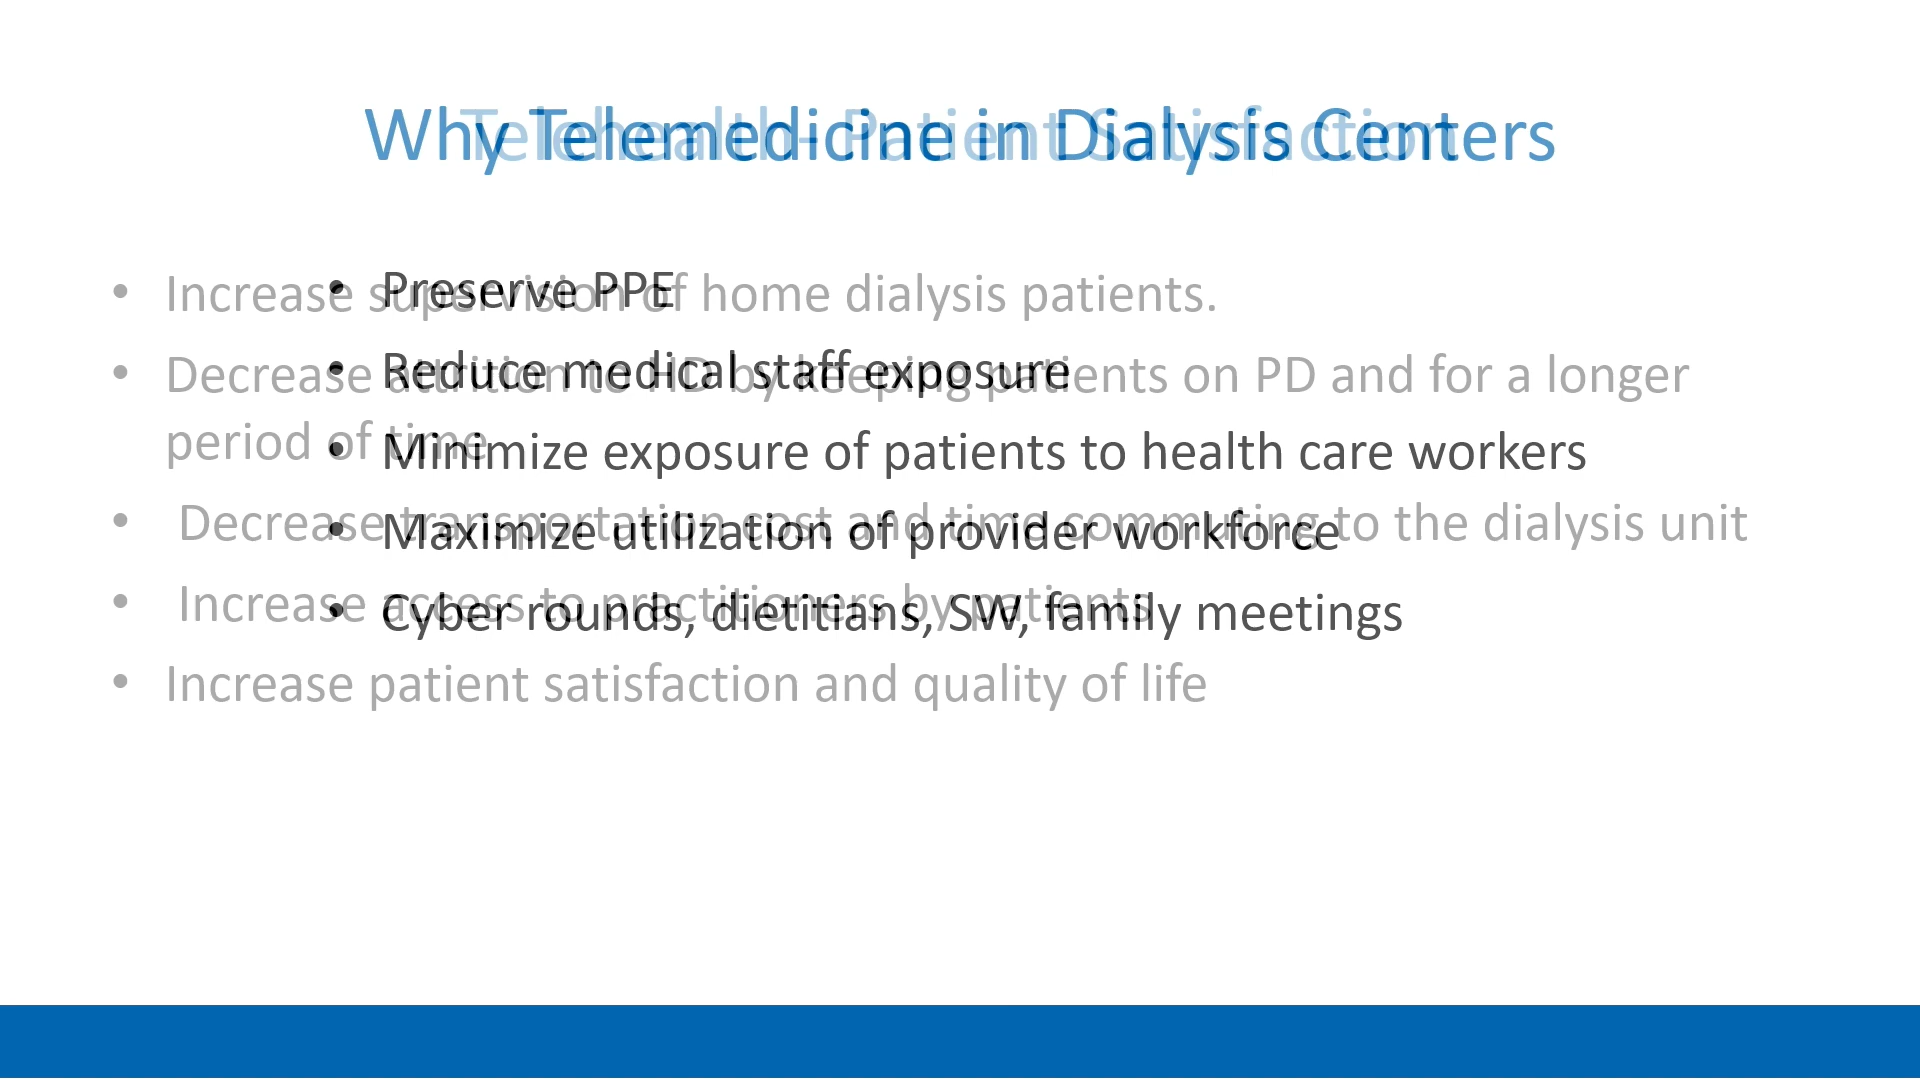 Why Telemedicine in Dialysis Centers
• Preserve PPE
• Reduce medical staff exposure
• Minimize exposure of patients to health care workers
• Maximize utilization of provider workforce
• Cyber rounds, dietitians, SW, family meetings
Telehealth- Patient Satisfaction
• Increase supervision of home dialysis patients.
• Decrease attrition to HD by keeping patients on PD and for a longer
period of time
• Decrease transportation cost and time commuting to the dialysis unit
• Increase access to practitioners by patients
• Increase patient satisfaction and quality of life